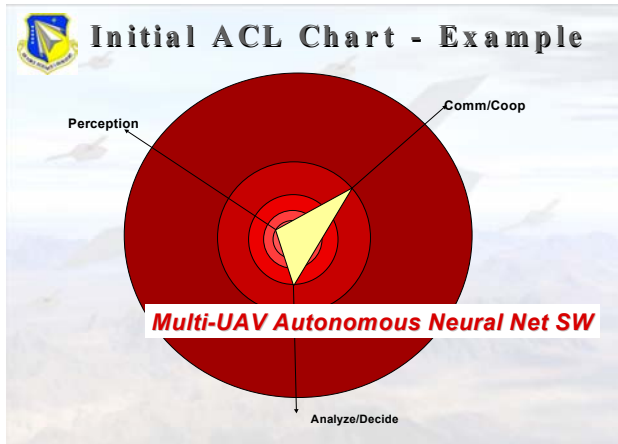 Initial ACL Chart - Example
Comm/Coop
Perception
Multi-UAV Autonomous Neural Net SW
Analyze/Decide